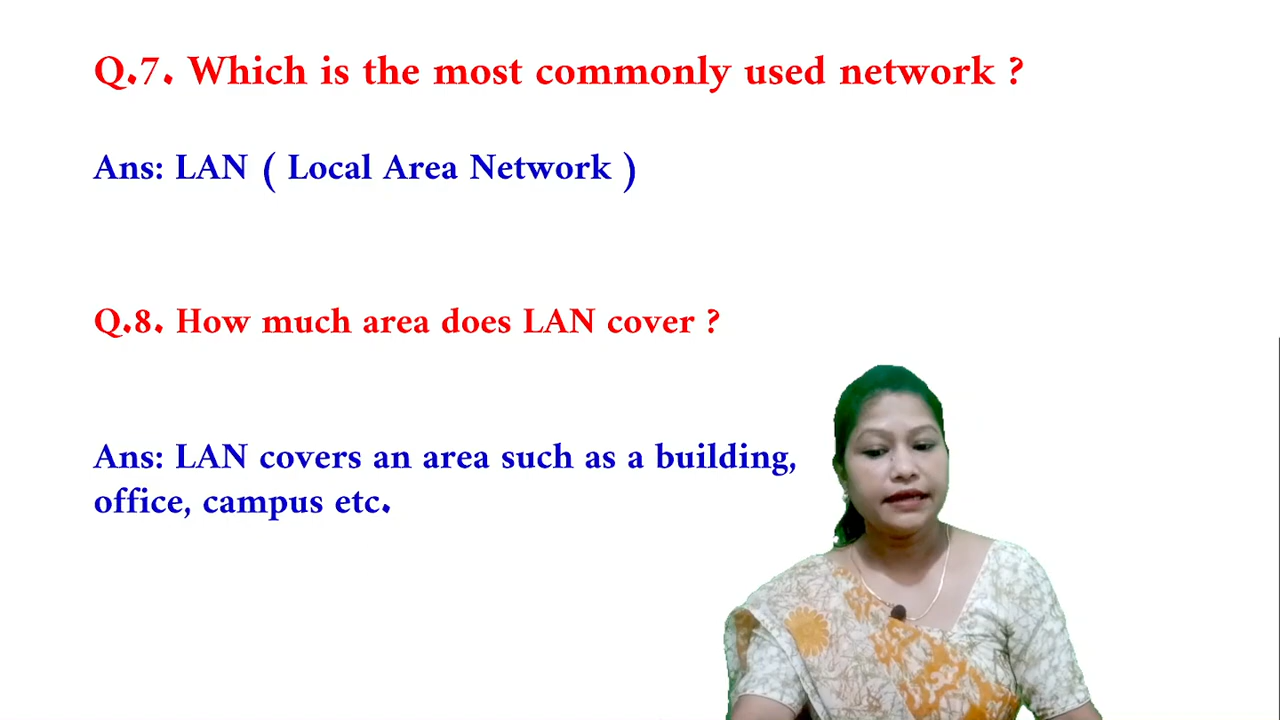 Q.7. Which is the most commonly used network ?
Ans: LAN ( Local Area Network )
Q.8. How much area does LAN cover ?
Ans: LAN covers an area such as a building,
office, campus etc.